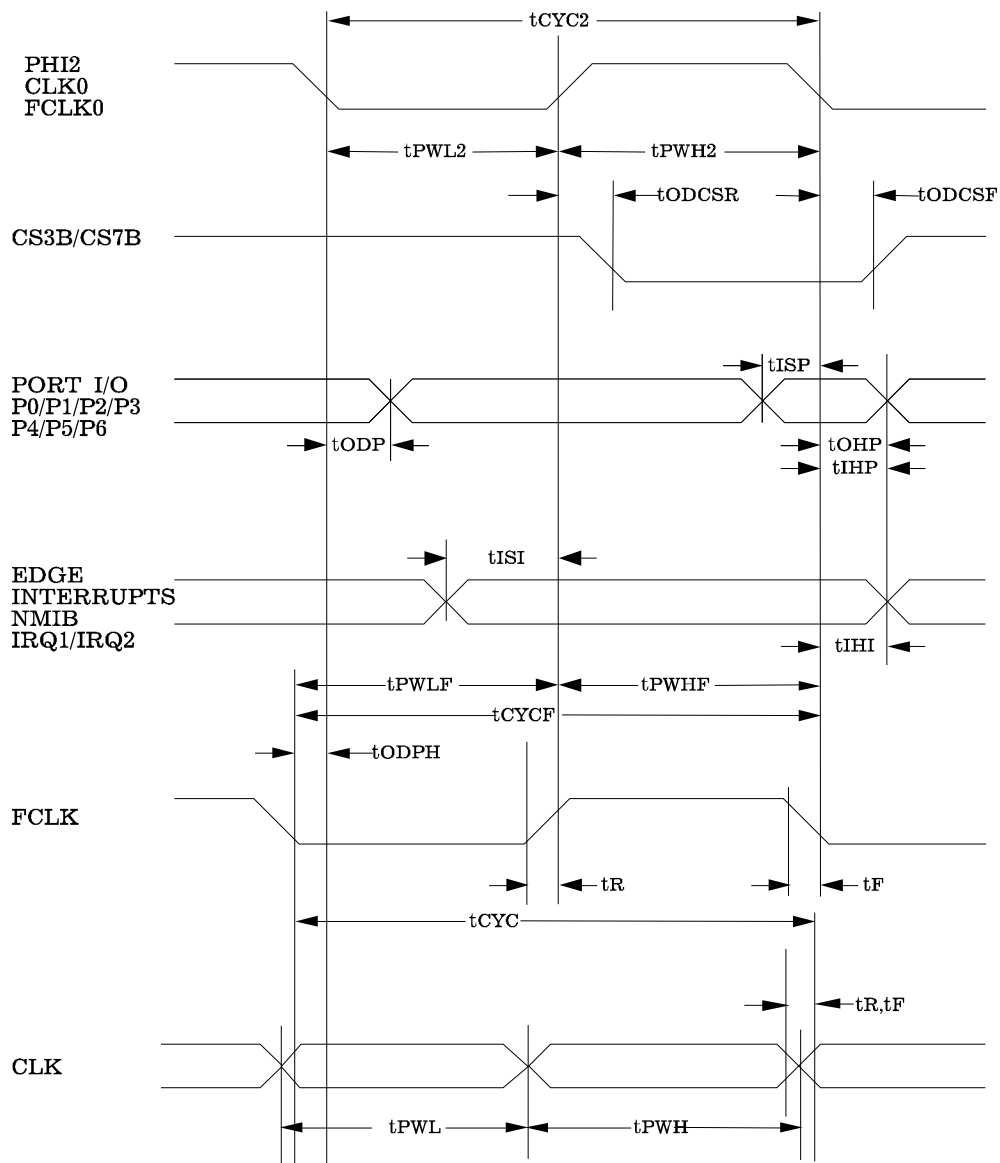 tCYC2
PHI2
CLK0
FCLK0
tPWL2
tPWH2
tODCSR
tODCSF
CS3B/CS7B
tISP
PORT I/O
P0/P1/P2/P3
P4/P5/P6
tODP
tOHP
tIHP
tISI
EDGE
INTERRUPTS
NMIB
IRQ1/IRQ2
tIHI
tPWLF
tPWHF
tCYCF
tODPH
FCLK
tR
tF
tCYC
tR,tF
CLK
tPWL
tPWH